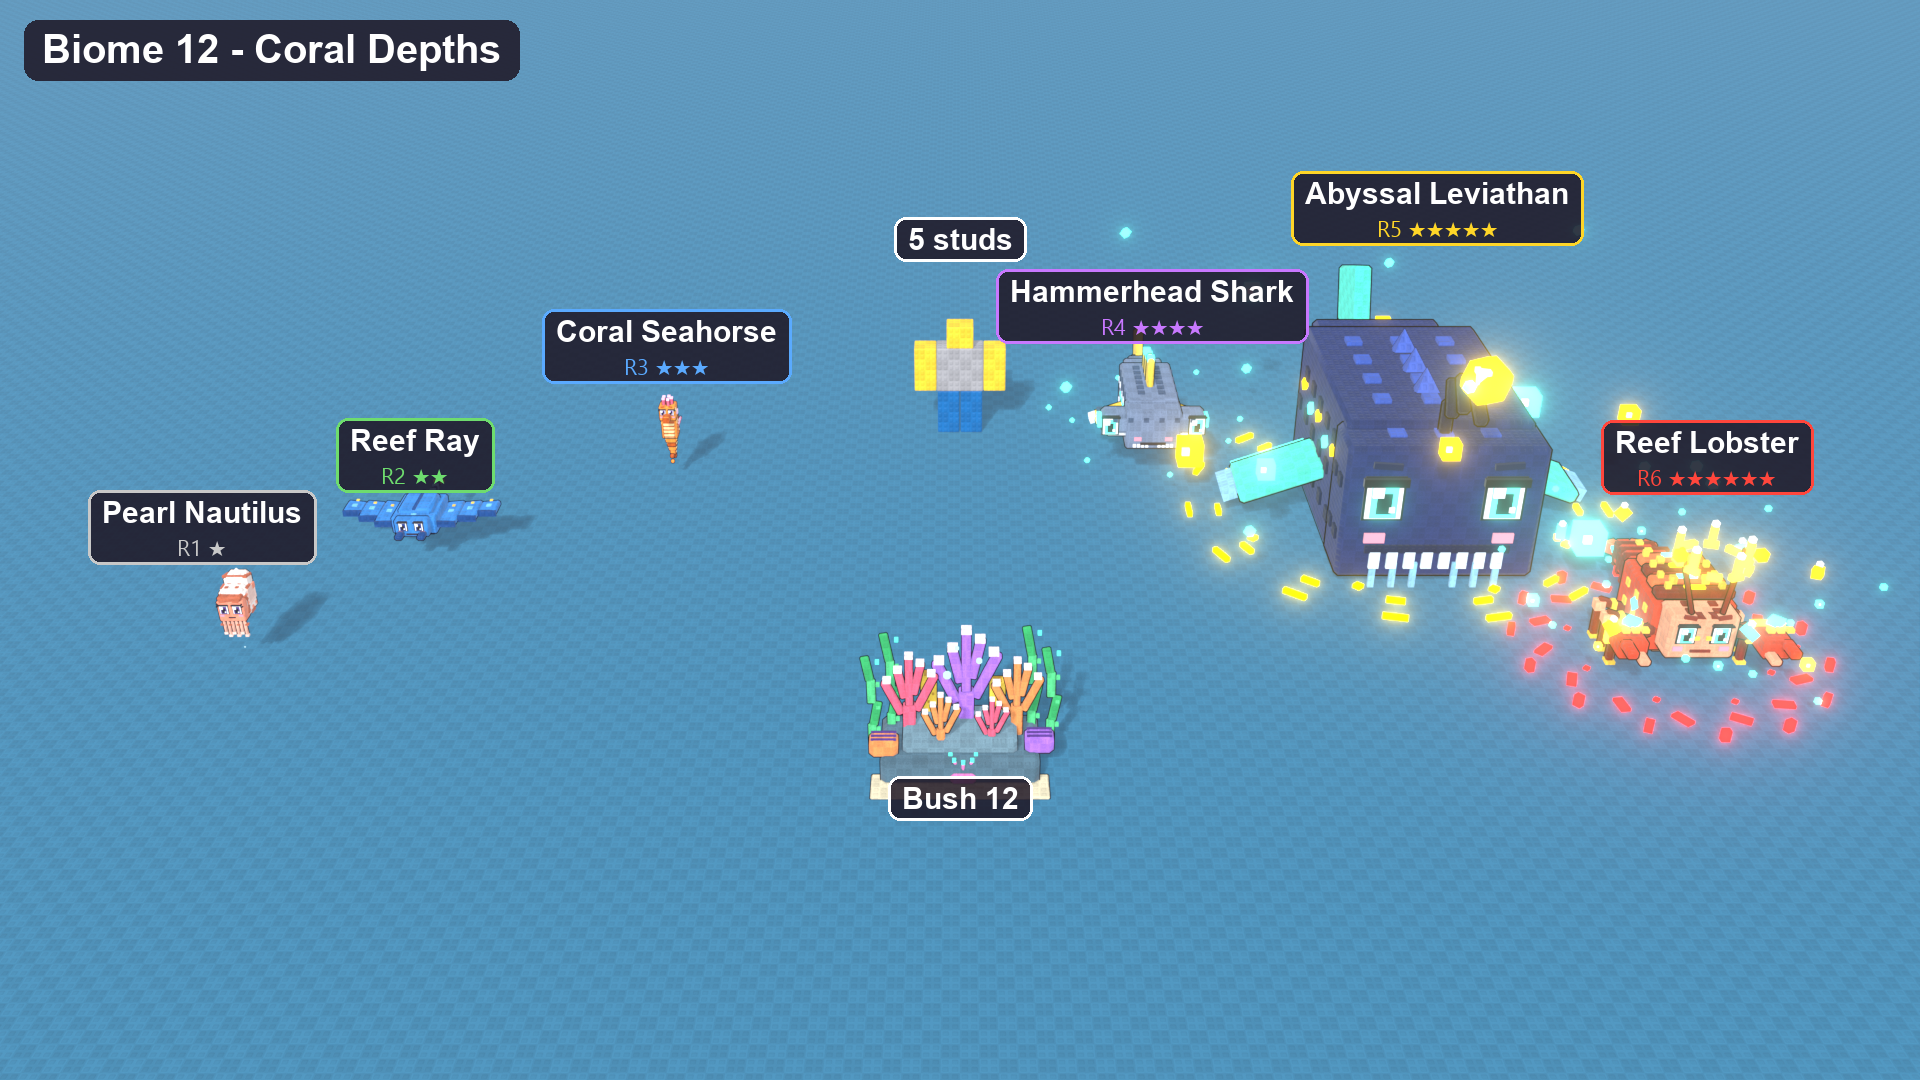 Biome 12 - Coral Depths
Abyssal Leviathan
R5 ★★★★★
5 studs
Hammerhead Shark
R4 ★★★★
Coral Seahorse
R3 ★★★
Reef Ray
R2 ★★
Reef Lobster
R6 ★★★★★★
Pearl Nautilus
R1 ★
Bush 12